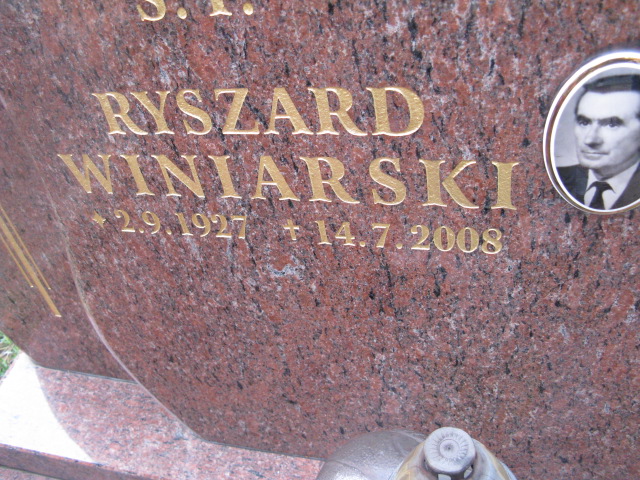 Ś.P.
RYSZARD
WINIARSKI
* 2.9.1927 + 14.7.2008